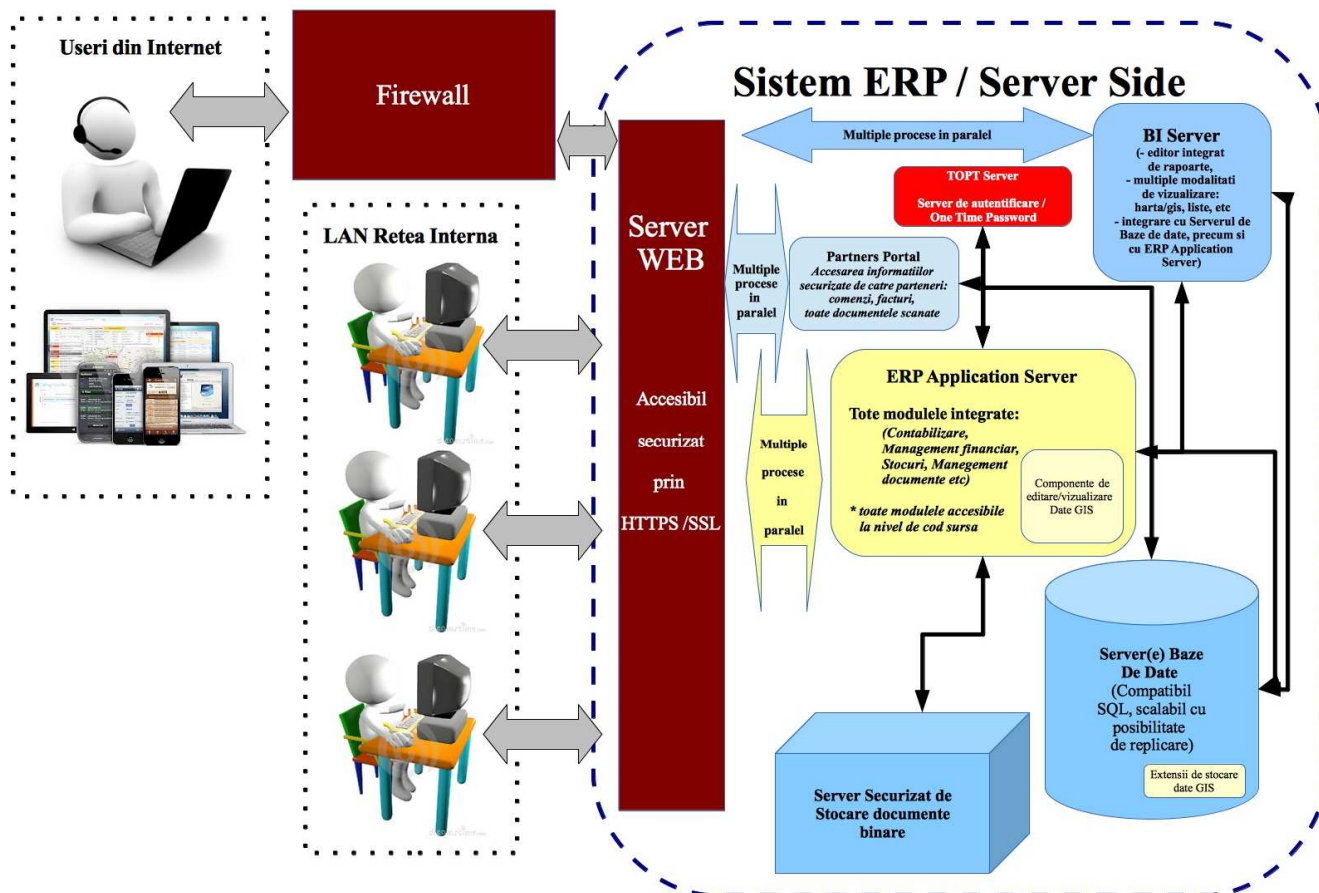 Useri din Internet
Firewall
LAN Retea Interna
Sistem ERP / Server Side
Server
WEB
Accesibil
securizat
prin
HTTPS /SSL
Multiple procese in paralel
BI Server
(- editor integrat
de rapoarte,
- multiple modalitati
de vizualizare:
harta/gis, liste, etc
- integrare cu Serverul de
Baze de date, precum si
cu ERP Application
Server)
TOPT Server
Server de autentificare /
One Time Password
Multiple
procese
in
paralel
Partners Portal
Accesarea informatiilor
securizate de catre parteneri:
comenzi, facturi,
toate documentele scanate
Multiple
procese
in
paralel
ERP Application Server
Tote modulele integrate:
(Contabilizare,
Management financiar,
Stocuri, Manegement
documente etc)
* toate modulele accesibile
la nivel de cod sursa
Componente de
editare/vizualizare
Date GIS
Server(e) Baze
De Date
(Compatibil
SQL, scalabil cu
posibilitate
de replicare)
Extensii de stocare
date GIS
Server Securizat de
Stocare documente
binare